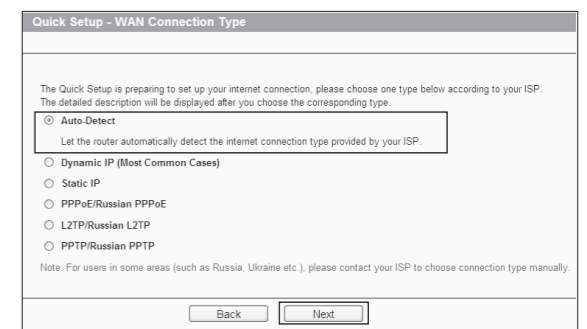 Quick Setup - WAN Connection Type
The Quick Setup is preparing to set up your internet connection, please choose one type below according to your ISP.
The detailed description will be displayed after you choose the corresponding type.
Auto-Detect
Let the router automatically detect the internet connection type provided by your ISP.
Dynamic IP (Most Common Cases)
Static IP
PPPoE/Russian PPPoE
L2TP/Russian L2TP
PPTP/Russian PPTP
Note: For users in some areas (such as Russia, Ukraine etc.), please contact your ISP to choose connection type manually.
Back Next